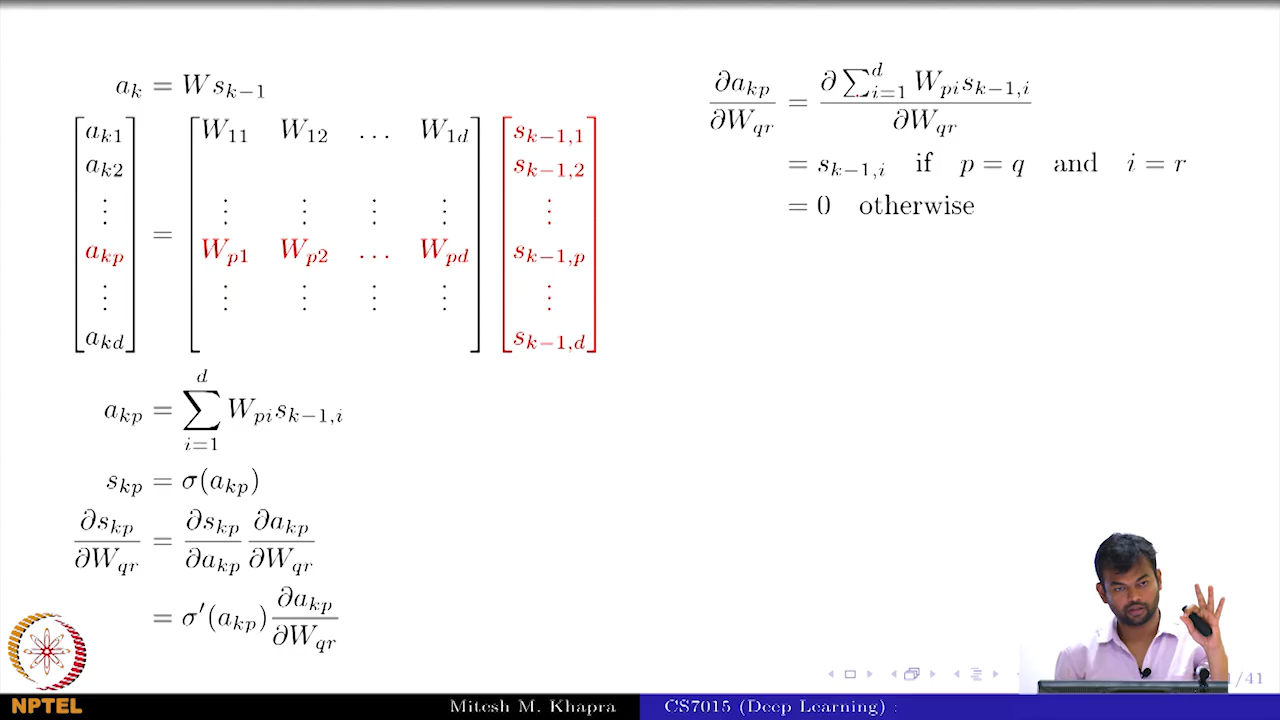 a_k = W s_{k−1}
[a_{k1} a_{k2} ⋮ a_{kp} ⋮ a_{kd}] = [W_{11} W_{12} … W_{1d} ⋮ ⋮ ⋮ ⋮ W_{p1} W_{p2} … W_{pd} ⋮ ⋮ ⋮ ⋮] [s_{k−1,1} s_{k−1,2} ⋮ s_{k−1,p} ⋮ s_{k−1,d}]
a_{kp} = ∑_{i=1}^{d} W_{pi} s_{k−1,i}
s_{kp} = σ(a_{kp})
∂s_{kp}/∂W_{qr} = ∂s_{kp}/∂a_{kp} ∂a_{kp}/∂W_{qr}
= σ′(a_{kp}) ∂a_{kp}/∂W_{qr}
∂a_{kp}/∂W_{qr} = ∂ ∑_{i=1}^{d} W_{pi} s_{k−1,i}/∂W_{qr}
= s_{k−1,i} if p = q and i = r
= 0 otherwise
/41
NPTEL
Mitesh M. Khapra
CS7015 (Deep Learning) :